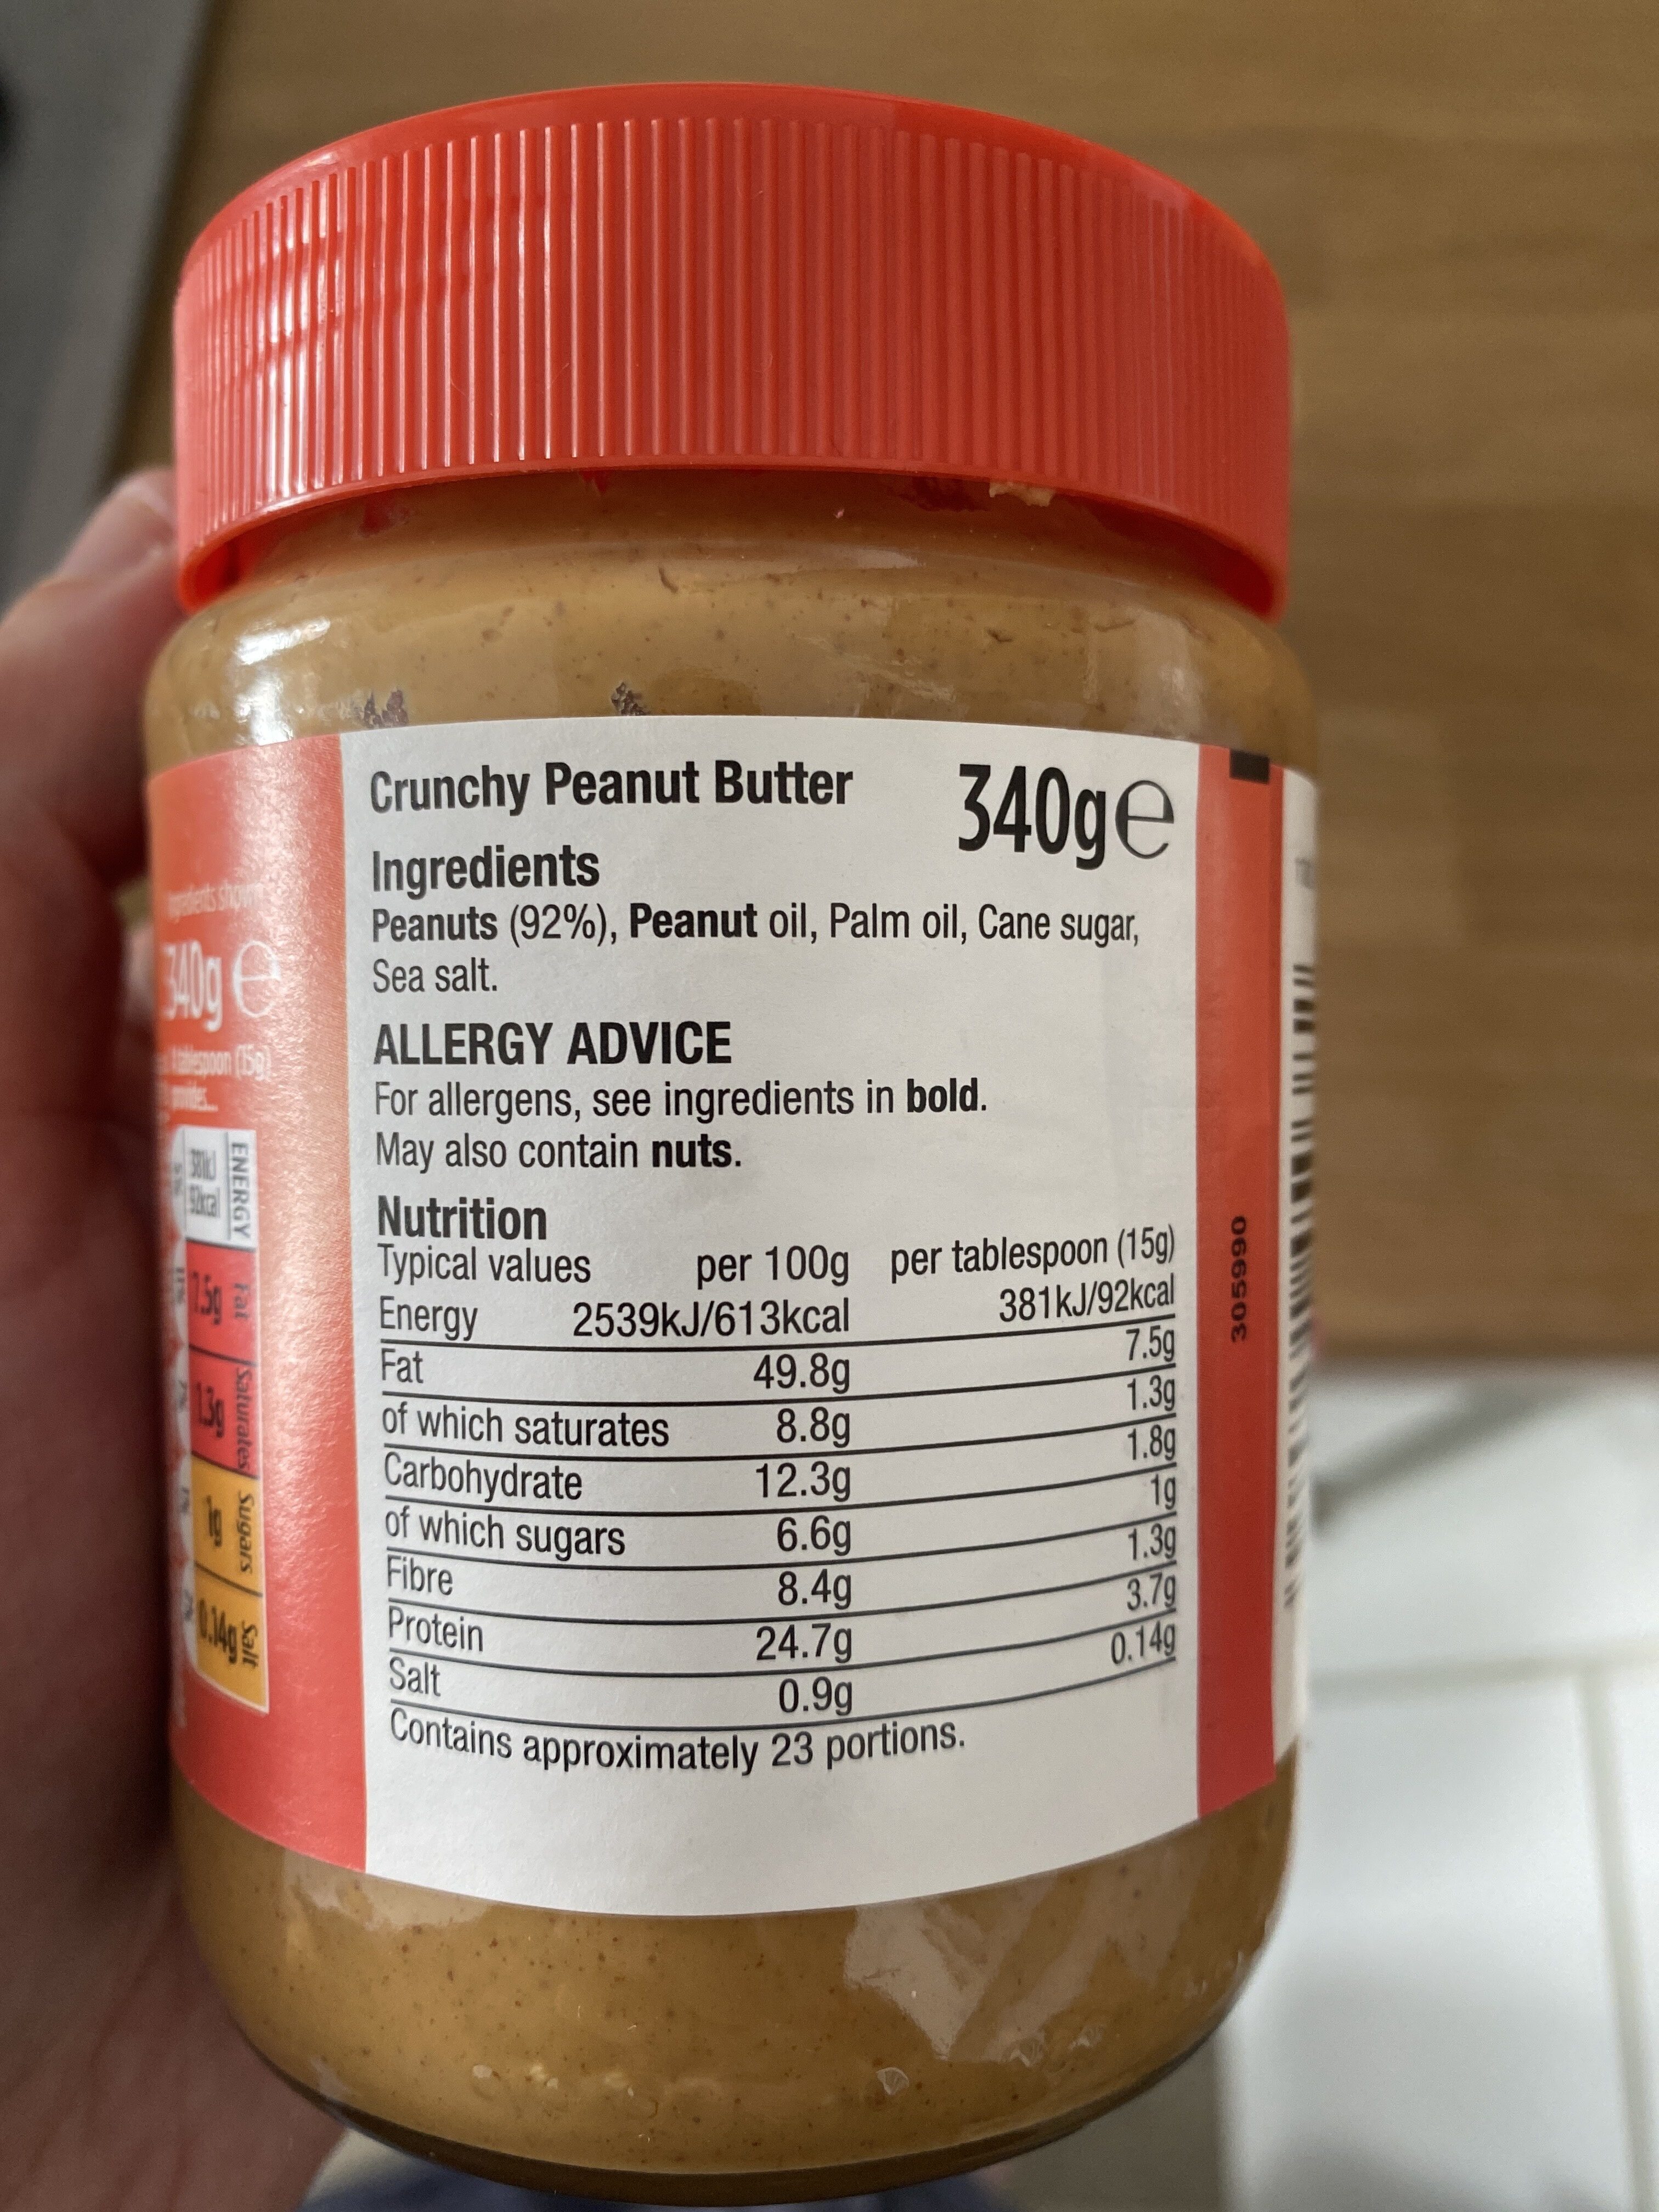 Crunchy Peanut Butter
340g e
Ingredients
Peanuts (92%), Peanut oil, Palm oil, Cane sugar,
Sea salt.
ALLERGY ADVICE
For allergens, see ingredients in bold.
May also contain nuts.
Nutrition
Typical values per 100g per tablespoon (15g)
Energy 2539kJ/613kcal 381kJ/92kcal
Fat 49.8g 7.5g
of which saturates 8.8g 1.3g
Carbohydrate 12.3g 1.8g
of which sugars 6.6g 1g
Fibre 8.4g 1.3g
Protein 24.7g 3.7g
Salt 0.9g 0.14g
Contains approximately 23 portions.
305990
340g e
tablespoon (15g)
ENERGY 92kcal
Fat 7.5g
Saturates 1.3g
Sugars 1g
Salt 0.14g